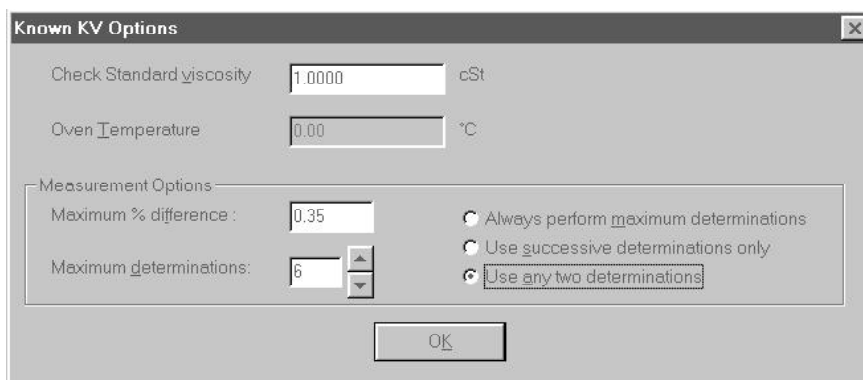 Known KV Options
Check Standard viscosity 1.0000 cSt
Oven Temperature 0.00 °C
Measurement Options
Maximum % difference : 0.35
Always perform maximum determinations
Use successive determinations only
Maximum determinations: 6
Use any two determinations
OK